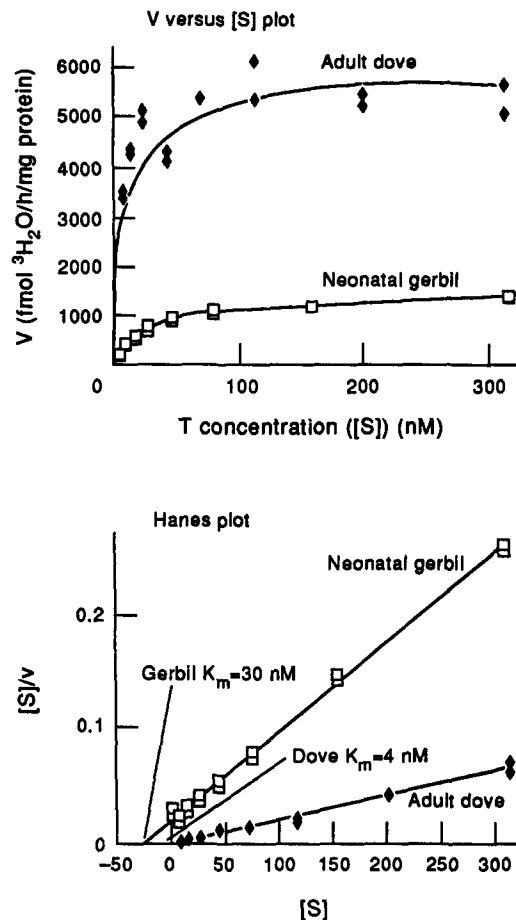 V versus [S] plot
V (fmol ³H₂O/h/mg protein)
6000
5000
4000
3000
2000
1000
0
Adult dove
Neonatal gerbil
100
200
300
T concentration ([S]) (nM)
Hanes plot
[S]/v
0.2
0.1
0
Neonatal gerbil
Gerbil Kₘ=30 nM
Dove Kₘ=4 nM
Adult dove
-50
0
50
100
150
200
250
300
[S]